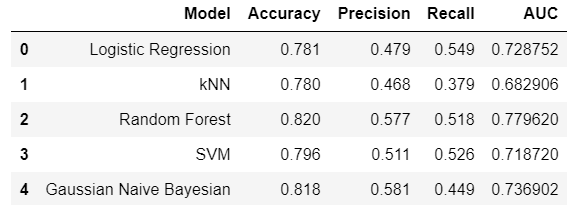 Model Accuracy Precision Recall AUC
0 Logistic Regression 0.781 0.479 0.549 0.728752
1 kNN 0.780 0.468 0.379 0.682906
2 Random Forest 0.820 0.577 0.518 0.779620
3 SVM 0.796 0.511 0.526 0.718720
4 Gaussian Naive Bayesian 0.818 0.581 0.449 0.736902